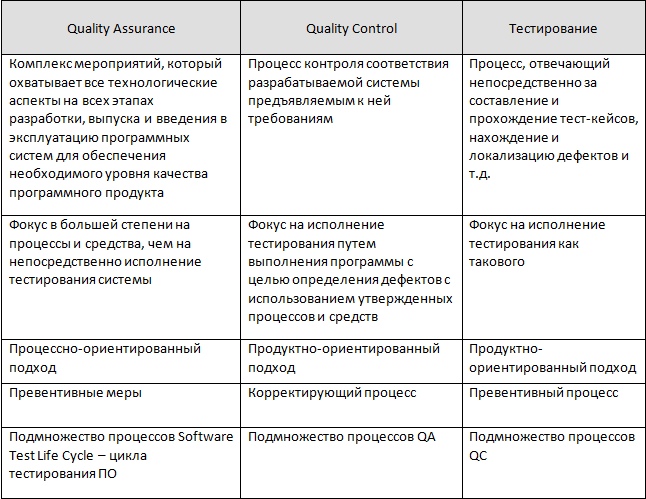 Quality Assurance
Quality Control
Тестирование
Комплекс мероприятий, который
охватывает все технологические
аспекты на всех этапах
разработки, выпуска и введения в
эксплуатацию программных
систем для обеспечения
необходимого уровня качества
программного продукта
Процесс контроля соответствия
разрабатываемой системы
предъявляемым к ней
требованиям
Процесс, отвечающий
непосредственно за
составление и
прохождение тест-кейсов,
нахождение и
локализацию дефектов и
т.д.
Фокус в большей степени на
процессы и средства, чем на
непосредственно исполнение
тестирования системы
Фокус на исполнение
тестирования путем
выполнения программы с
целью определения дефектов с
использованием утвержденных
процессов и средств
Фокус на исполнение
тестирования как
такового
Процессно-ориентированный
подход
Продуктно-ориентированный
подход
Продуктно-
ориентированный подход
Превентивные меры
Корректирующий процесс
Превентивный процесс
Подмножество процессов Software
Test Life Cycle – цикла
тестирования ПО
Подмножество процессов QA
Подмножество процессов
QC